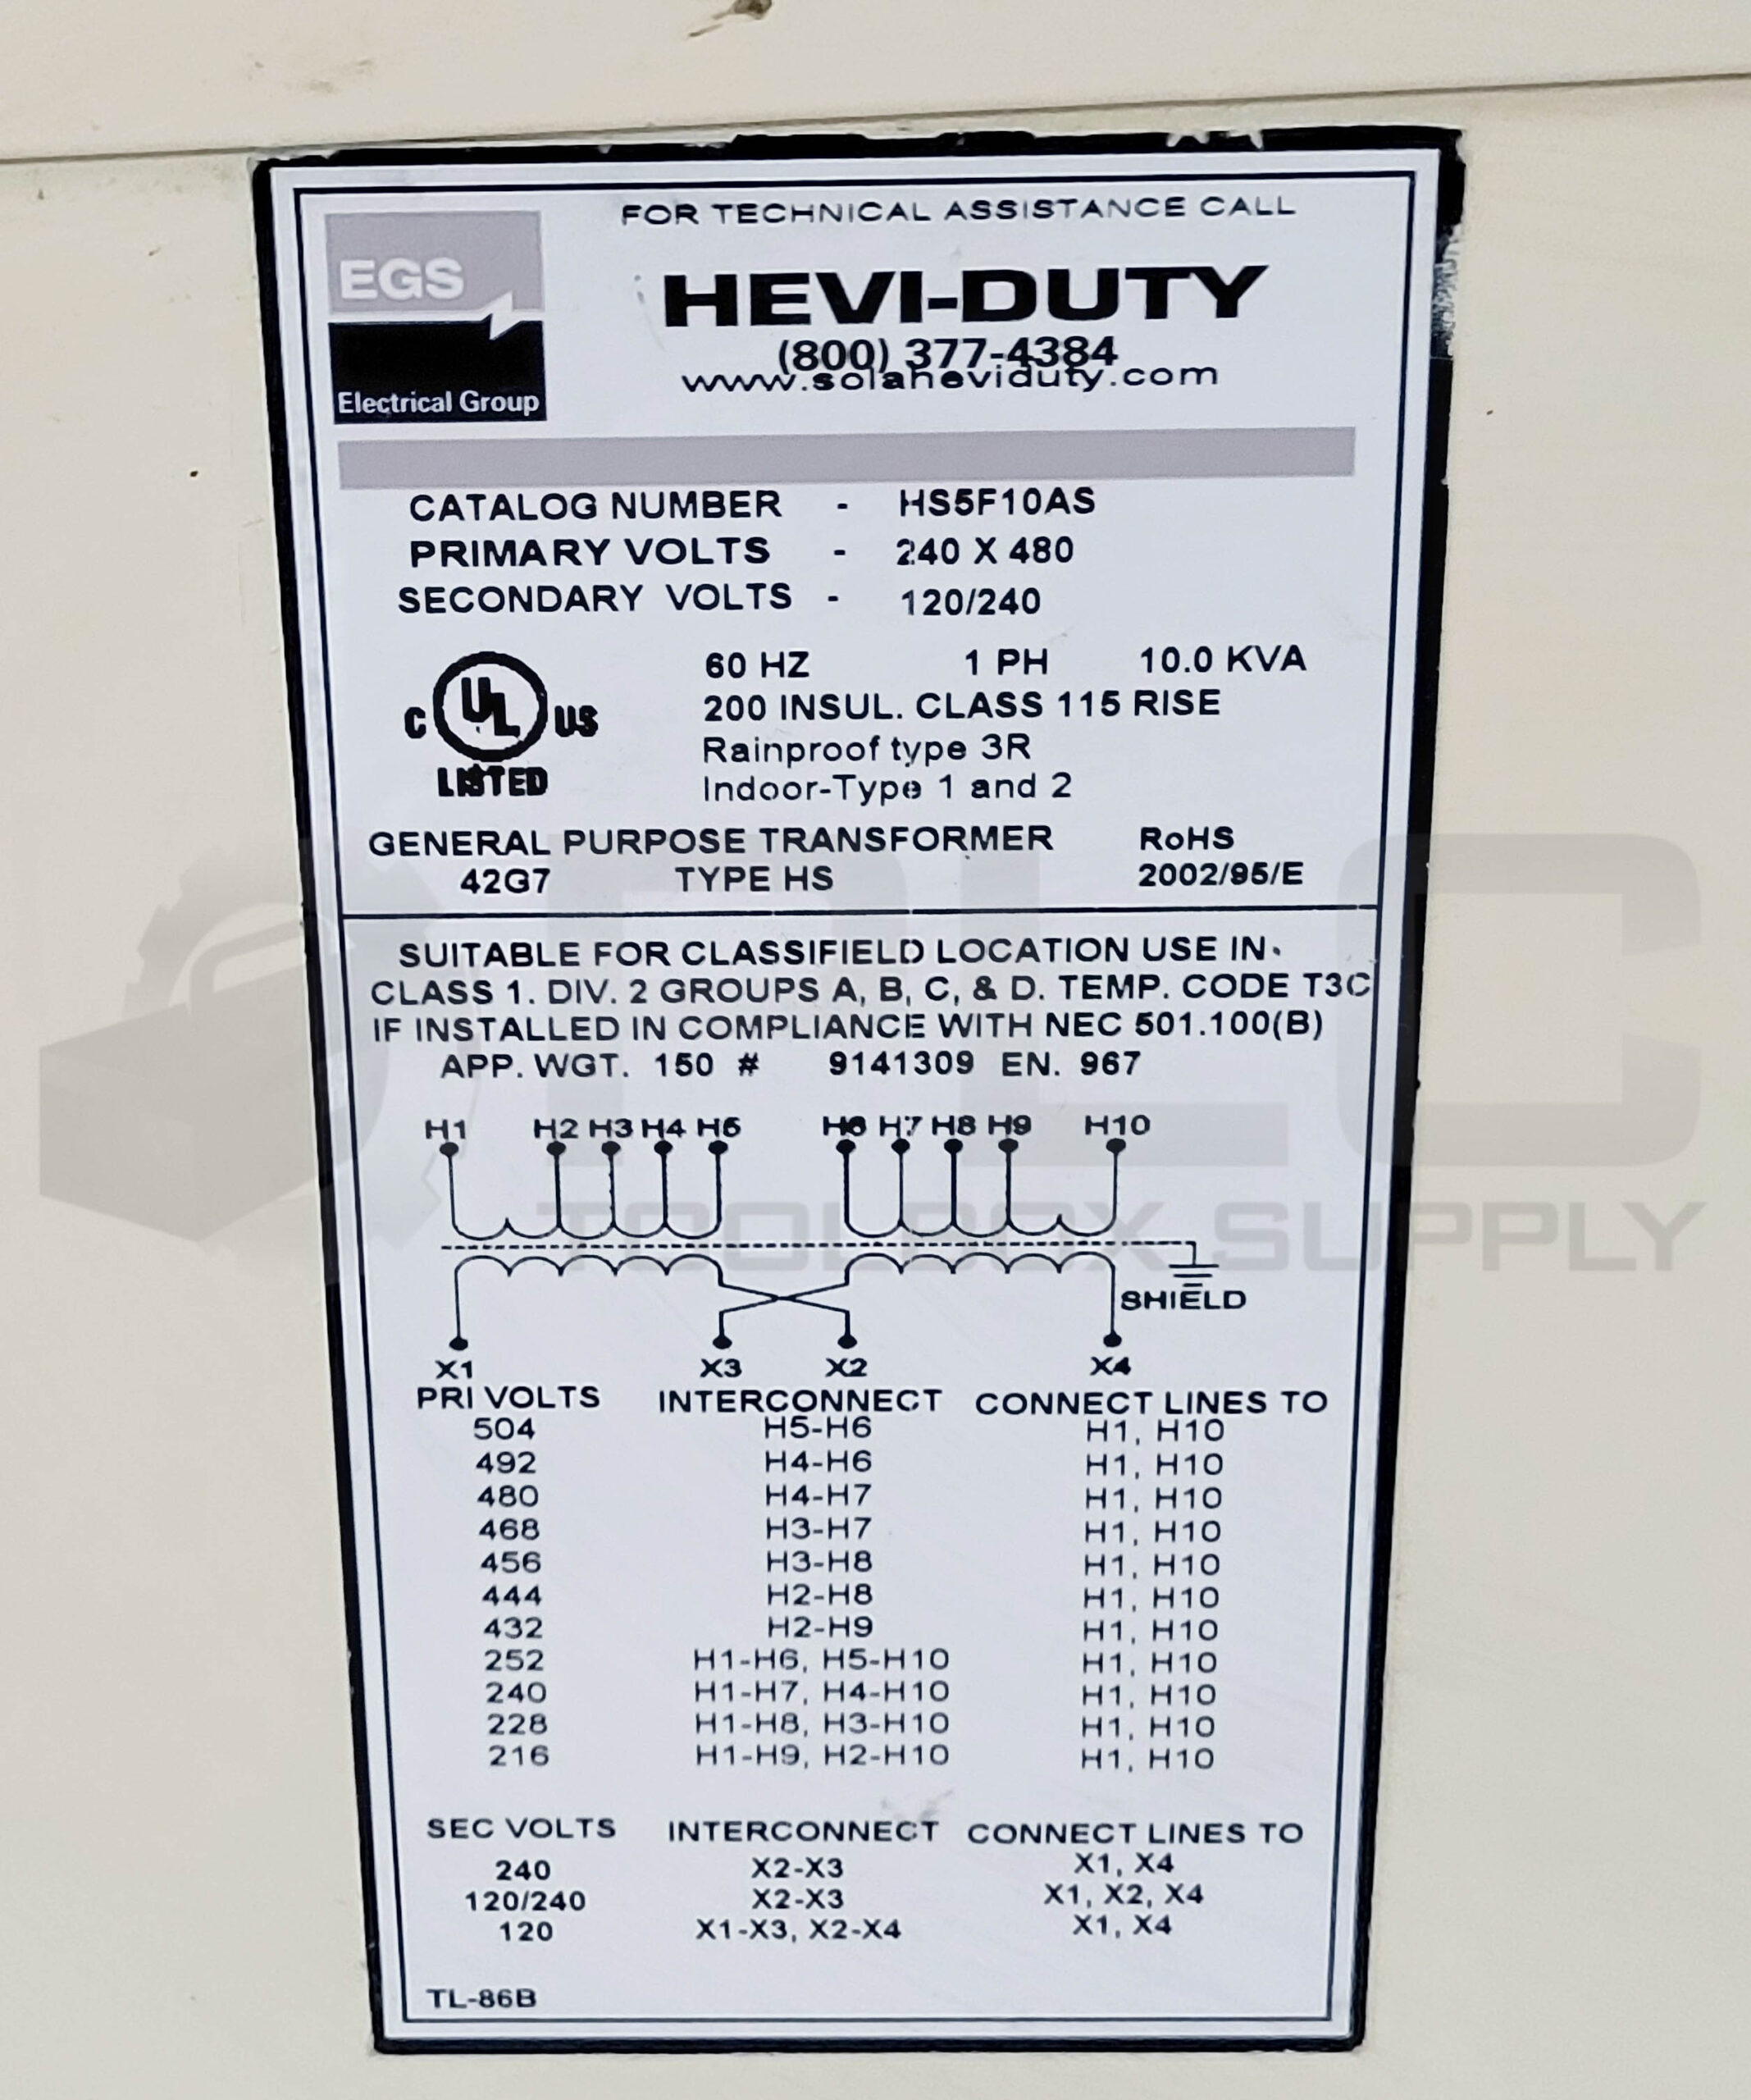 FOR TECHNICAL ASSISTANCE CALL
EGS
Electrical Group
HEVI-DUTY
(800) 377-4384
www.solaheviduty.com
CATALOG NUMBER - HS5F10AS
PRIMARY VOLTS - 240 X 480
SECONDARY VOLTS - 120/240
C UL US
LISTED
60 HZ 1 PH 10.0 KVA
200 INSUL. CLASS 115 RISE
Rainproof type 3R
Indoor-Type 1 and 2
GENERAL PURPOSE TRANSFORMER RoHS
42G7 TYPE HS 2002/95/E
SUITABLE FOR CLASSIFIELD LOCATION USE IN.
CLASS 1. DIV. 2 GROUPS A, B, C, & D. TEMP. CODE T3C
IF INSTALLED IN COMPLIANCE WITH NEC 501.100(B)
APP. WGT. 150 # 9141309 EN. 967
H1 H2 H3 H4 H5 H6 H7 H8 H9 H10
SHIELD
X1 X3 X2 X4
PRI VOLTS INTERCONNECT CONNECT LINES TO
504 H5-H6 H1, H10
492 H4-H6 H1, H10
480 H4-H7 H1, H10
468 H3-H7 H1, H10
456 H3-H8 H1, H10
444 H2-H8 H1, H10
432 H2-H9 H1, H10
252 H1-H6, H5-H10 H1, H10
240 H1-H7, H4-H10 H1, H10
228 H1-H8, H3-H10 H1, H10
216 H1-H9, H2-H10 H1, H10
SEC VOLTS INTERCONNECT CONNECT LINES TO
240 X2-X3 X1, X4
120/240 X2-X3 X1, X2, X4
120 X1-X3, X2-X4 X1, X4
TL-86B
PLC
TOOLBOX SUPPLY